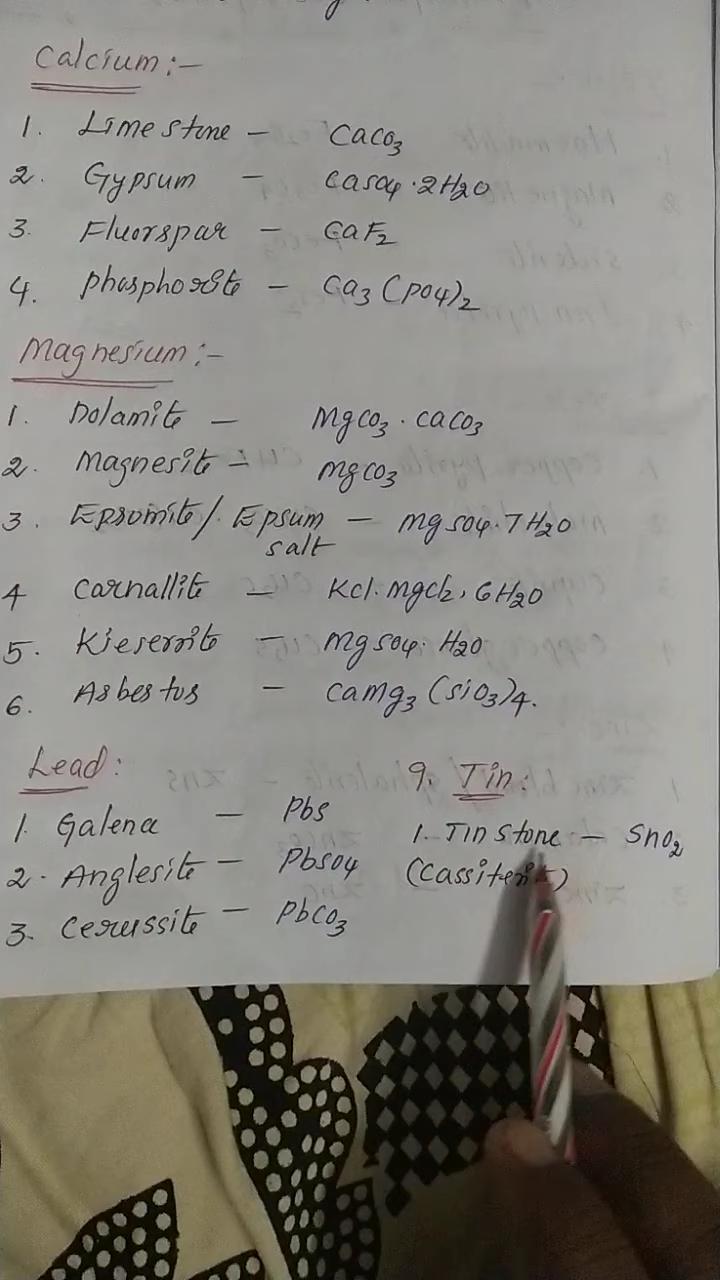 Calcium:-
1. Lime stone - CaCO3
2. Gypsum - CaSO4·2H2O
3. Fluorspar - CaF2
4. Phosphorite - Ca3(PO4)2
Magnesium:-
1. Dolamite - MgCO3·CaCO3
2. Magnesite - MgCO3
3. Epsomite/Epsum - MgSO4·7H2O
salt
4 Carnallite - KCl·MgCl2, 6H2O
5. Kieserite - MgSO4·H2O
6. Asbestos - CaMg3(SiO3)4.
Lead:
1. Galena - PbS
2. Anglesite - PbSO4
3. Cerussite - PbCO3
9. Tin:
1. Tin stone - SnO2
(Cassiterite)